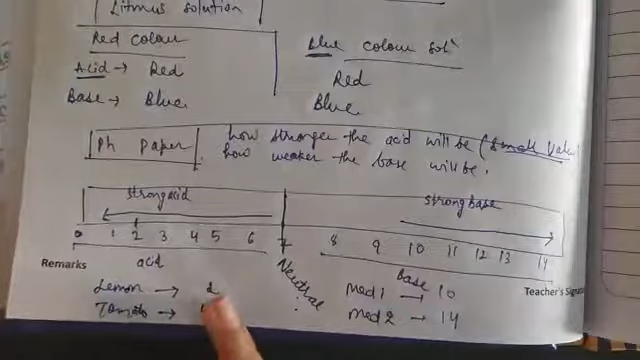 Litmus solution
Red colour
Acid → Red
Base → Blue
Blue colour solⁿ
Red
Blue
Ph paper
how stronger the acid will be (small value
how weaker the base will be.
strong acid
strong base
0 1 2 3 4 5 6 7 8 9 10 11 12 13 14
acid
Neutral
Base
Remarks
Lemon → 2
Tomato →
Med 1 → 10
Med 2 → 14
Teacher's Signa